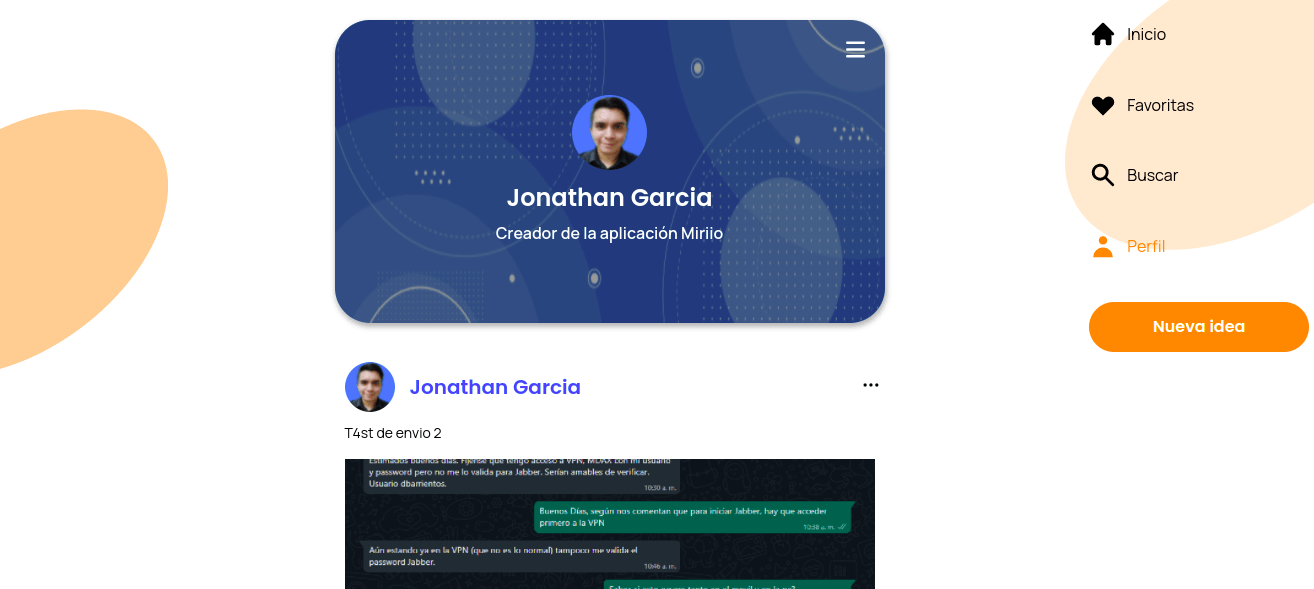 Jonathan Garcia
Creador de la aplicación Miriio
Inicio
Favoritas
Buscar
Perfil
Nueva idea
Jonathan Garcia
T4st de envio 2
Estimados buenos días. Fíjense que tengo acceso a VPN, MDAX con mi usuario
y password pero no me lo valida para Jabber. Serían amables de verificar.
Usuario dbarrientos.
10:30 a. m.
Buenos Días, según nos comentan que para iniciar Jabber, hay que acceder
primero a la VPN
10:38 a. m.
Aún estando ya en la VPN (que no es lo normal) tampoco me valida el
password Jabber.
10:46 a. m.